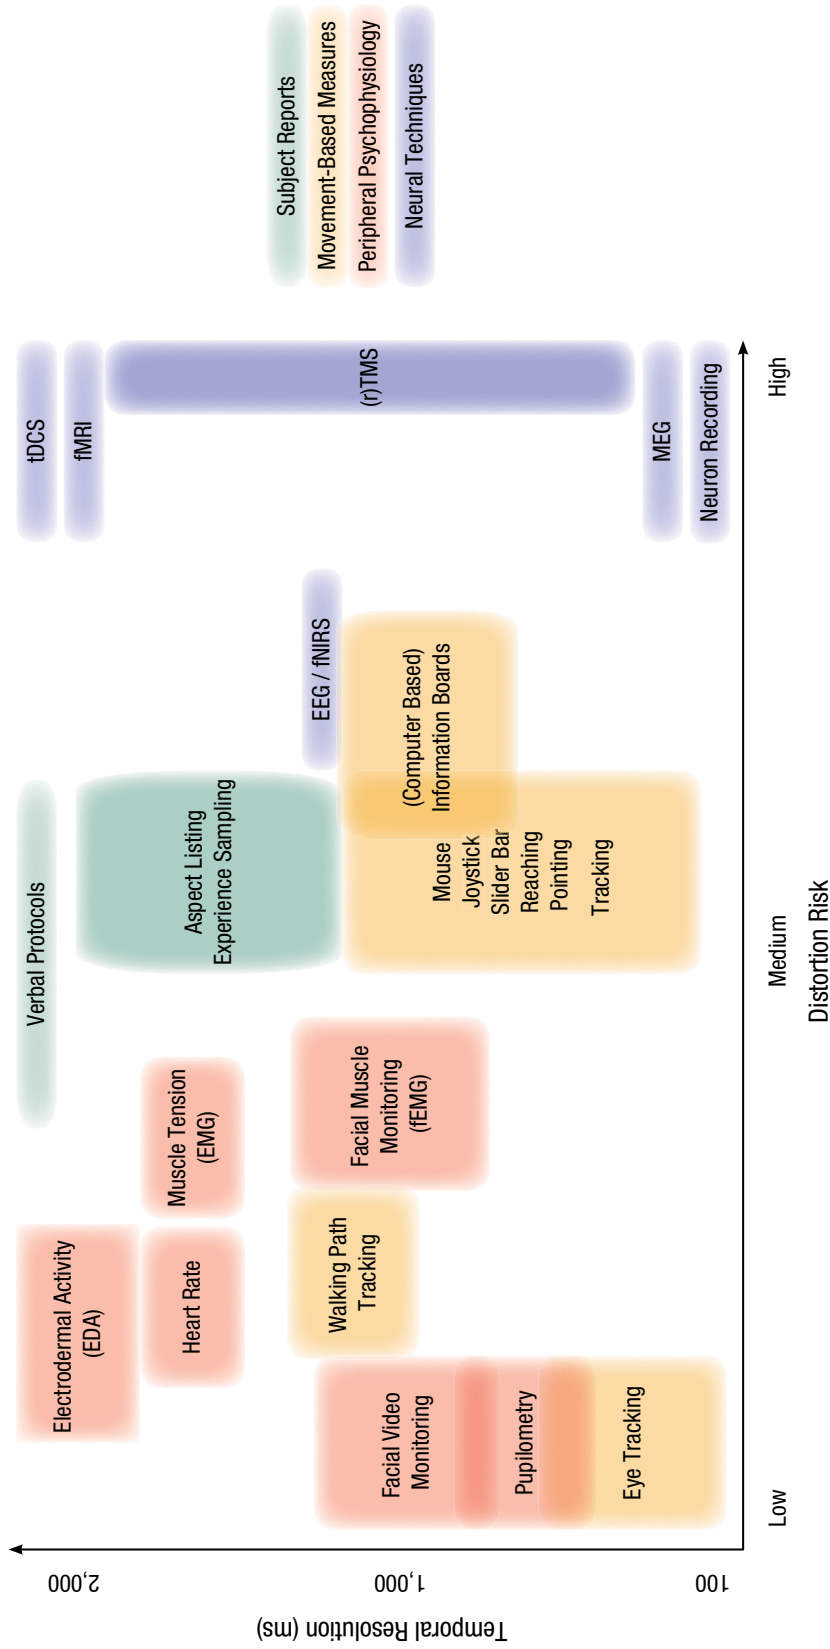 2,000
1,000
100
Temporal Resolution (ms)
Electrodermal Activity
(EDA)
Heart Rate
Muscle Tension
(EMG)
Verbal Protocols
Aspect Listing
Experience Sampling
tDCS
fMRI
(r)TMS
MEG
Neuron Recording
EEG / fNIRS
(Computer Based)
Information Boards
Mouse
Joystick
Slider Bar
Reaching
Pointing
Tracking
Facial Muscle
Monitoring
(fEMG)
Walking Path
Tracking
Facial Video
Monitoring
Pupilometry
Eye Tracking
Low
Medium
High
Distortion Risk
Subject Reports
Movement-Based Measures
Peripheral Psychophysiology
Neural Techniques